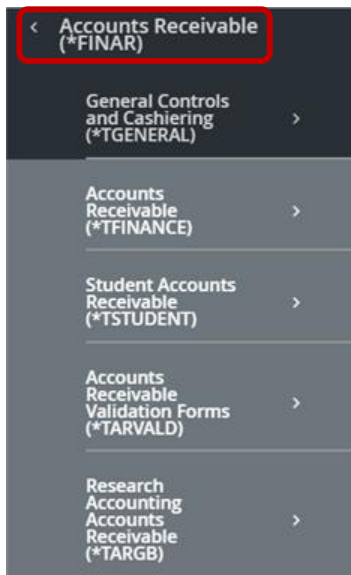 Accounts Receivable
(*FINAR)
General Controls
and Cashiering
(*TGENERAL)
Accounts
Receivable
(*TFINANCE)
Student Accounts
Receivable
(*TSTUDENT)
Accounts
Receivable
Validation Forms
(*TARVALD)
Research
Accounting
Accounts
Receivable
(*TARGB)